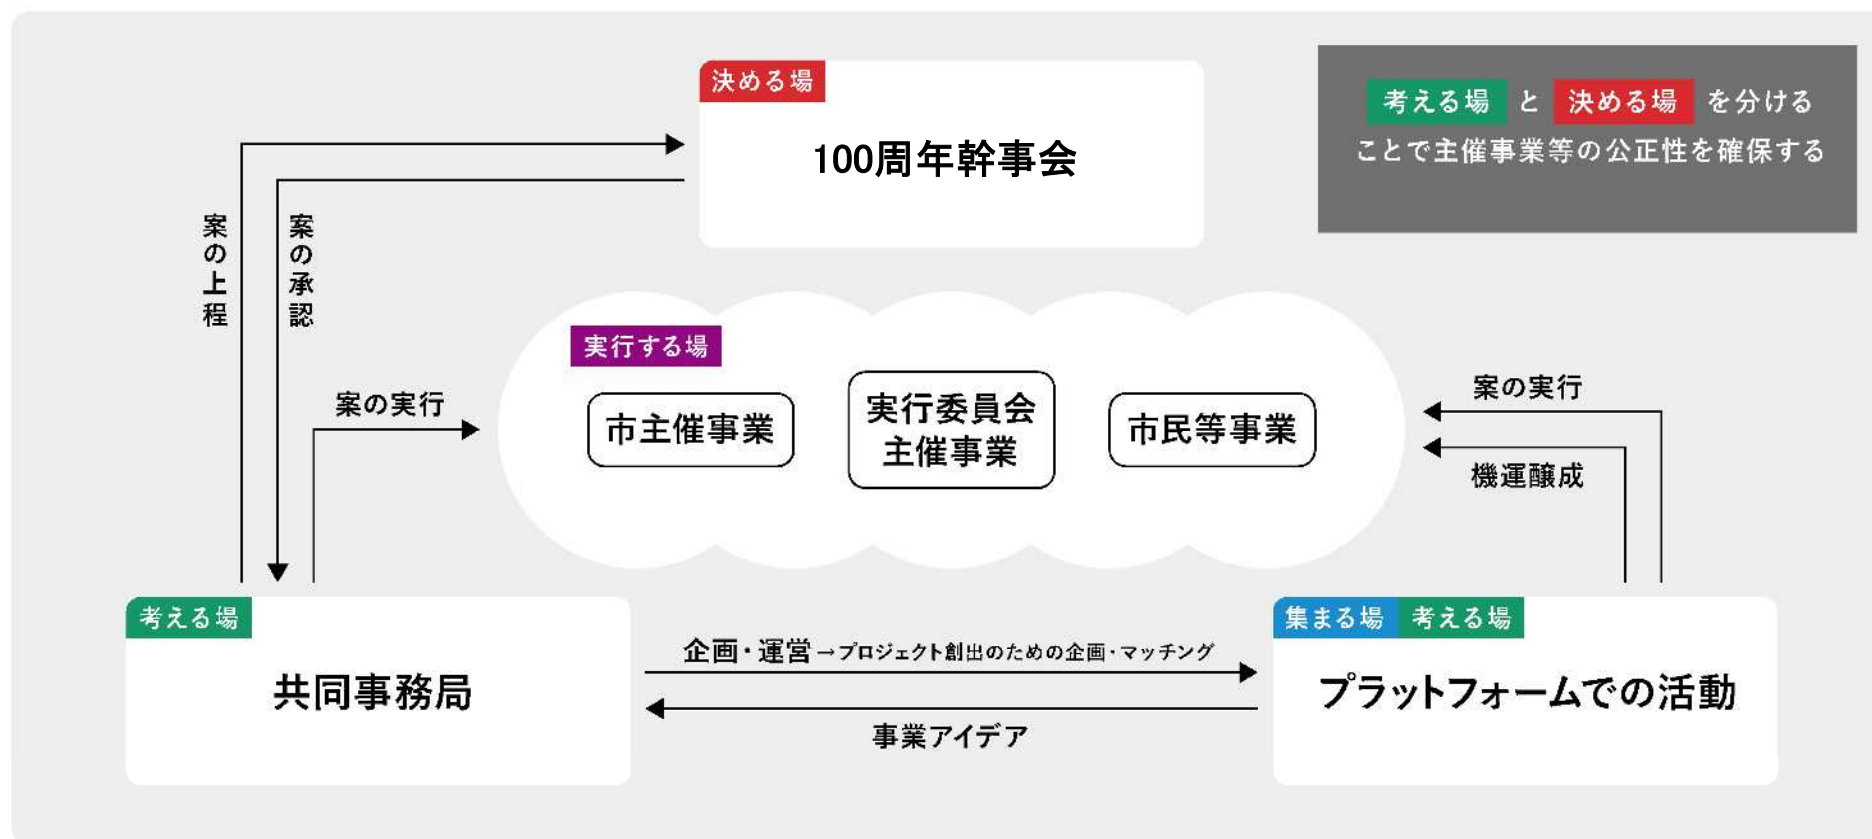 決める場
100周年幹事会
考える場 と 決める場 を分ける
ことで主催事業等の公正性を確保する
案の上程
案の承認
実行する場
案の実行
市主催事業
実行委員会
主催事業
市民等事業
案の実行
機運醸成
考える場
共同事務局
企画・運営→プロジェクト創出のための企画・マッチング
事業アイデア
集まる場 考える場
プラットフォームでの活動